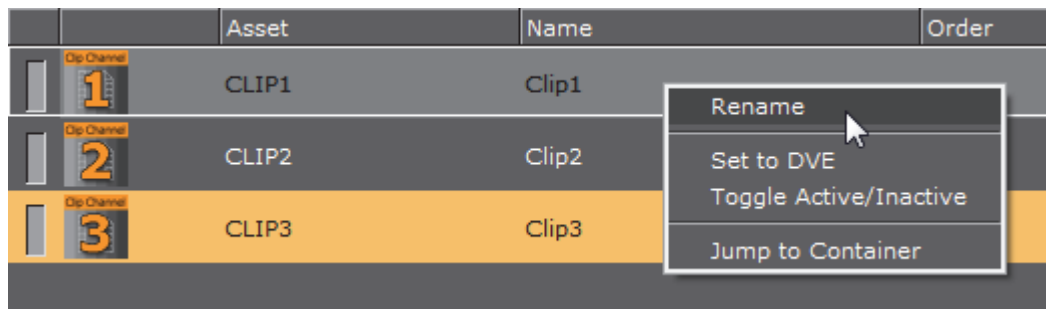 Asset Name Order
Clip Channel
1 CLIP1 Clip1
Rename
Clip Channel
2 CLIP2 Clip2 Set to DVE
Toggle Active/Inactive
Clip Channel
3 CLIP3 Clip3
Jump to Container